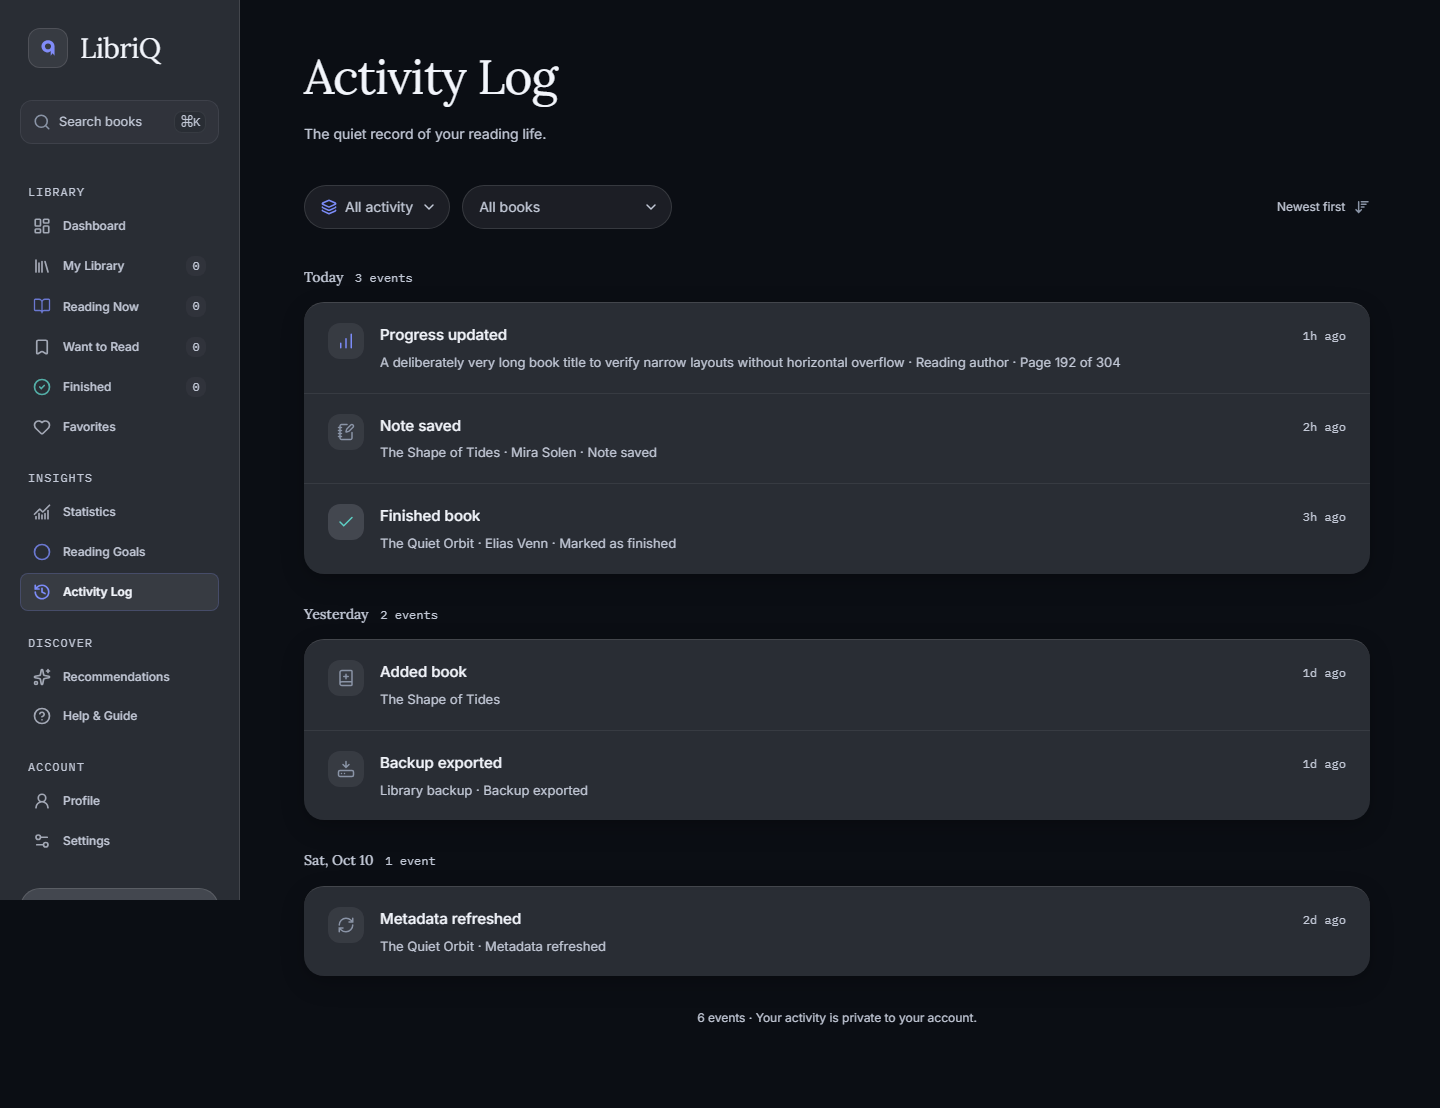 LibriQ
Search books ⌘K
LIBRARY
Dashboard
My Library 0
Reading Now 0
Want to Read 0
Finished 0
Favorites
INSIGHTS
Statistics
Reading Goals
Activity Log
DISCOVER
Recommendations
Help & Guide
ACCOUNT
Profile
Settings
Activity Log
The quiet record of your reading life.
All activity
All books
Newest first
Today 3 events
Progress updated 1h ago
A deliberately very long book title to verify narrow layouts without horizontal overflow · Reading author · Page 192 of 304
Note saved 2h ago
The Shape of Tides · Mira Solen · Note saved
Finished book 3h ago
The Quiet Orbit · Elias Venn · Marked as finished
Yesterday 2 events
Added book 1d ago
The Shape of Tides
Backup exported 1d ago
Library backup · Backup exported
Sat, Oct 10 1 event
Metadata refreshed 2d ago
The Quiet Orbit · Metadata refreshed
6 events · Your activity is private to your account.